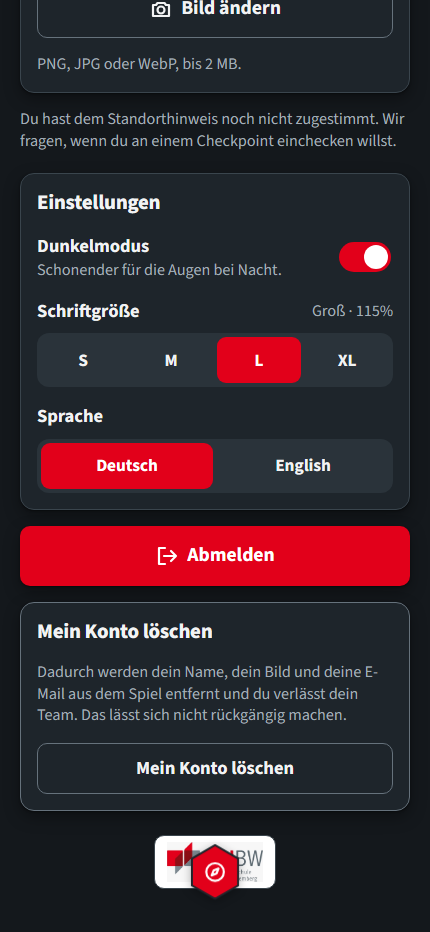 Bild ändern
PNG, JPG oder WebP, bis 2 MB.
Du hast dem Standorthinweis noch nicht zugestimmt. Wir
fragen, wenn du an einem Checkpoint einchecken willst.
Einstellungen
Dunkelmodus
Schonender für die Augen bei Nacht.
Schriftgröße
Groß · 115%
S M L XL
Sprache
Deutsch English
Abmelden
Mein Konto löschen
Dadurch werden dein Name, dein Bild und deine E-
Mail aus dem Spiel entfernt und du verlässt dein
Team. Das lässt sich nicht rückgängig machen.
Mein Konto löschen
BW